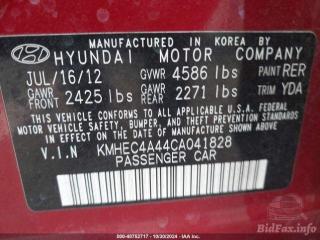 MANUFACTURED IN KOREA BY
HYUNDAI MOTOR COMPANY
JUL/16/12 GVWR 4586 lbs PAINT RER
GAWR FRONT 2425 lbs GAWR REAR 2271 lbs TRIM YDA
THIS VEHICLE CONFORMS TO ALL APPLICABLE
U.S. FEDERAL MOTOR VEHICLE SAFETY, BUMPER, AND THEFT
PREVENTION STANDARDS IN EFFECT ON THE DATE OF
MANUFACTURE SHOWN ABOVE.
V.I.N KMHEC4A44CA041828
PASSENGER CAR
000-40752717 - 10/30/2024 - IAAI.COM
BidFax.info